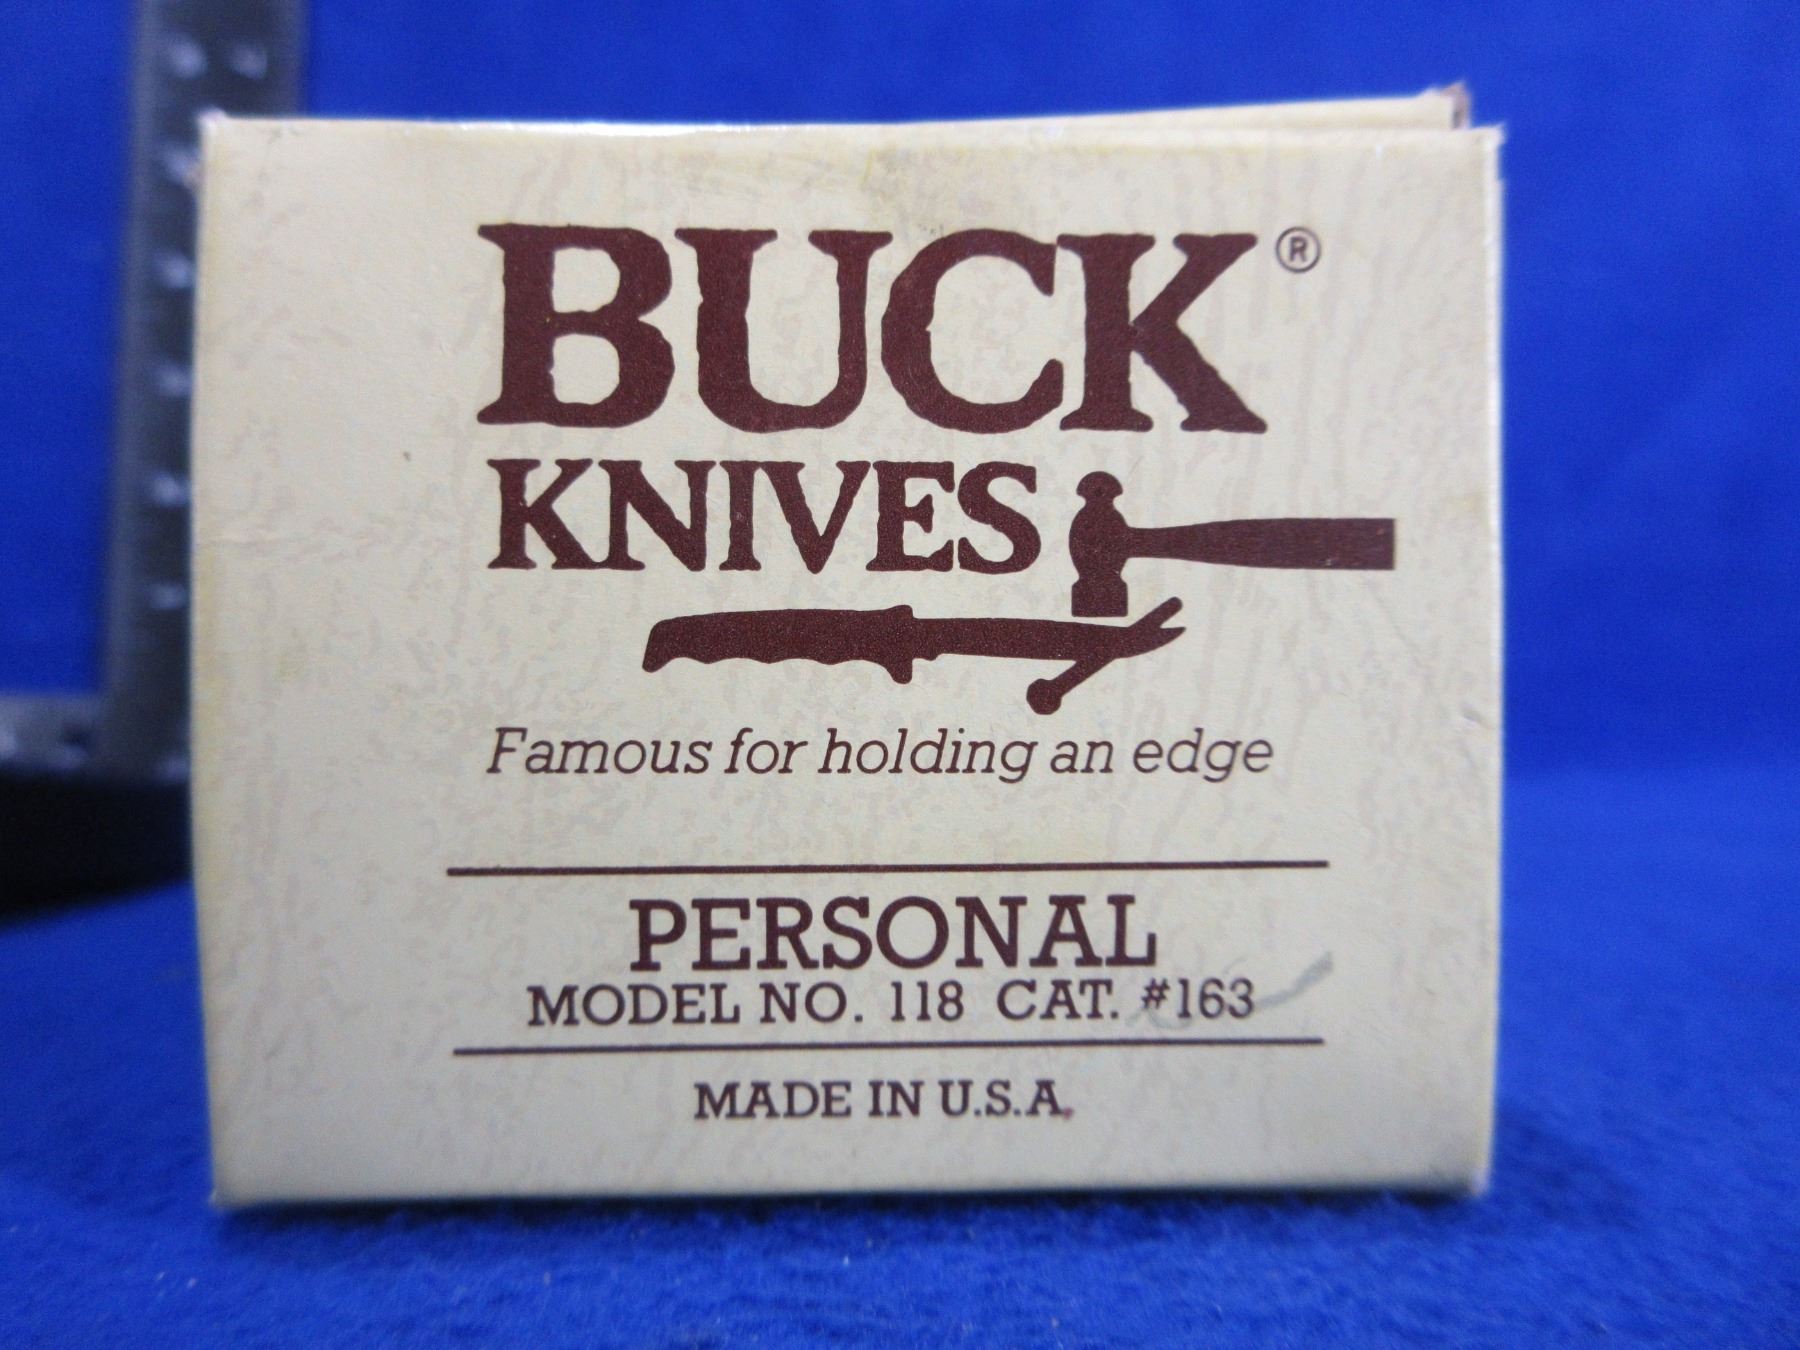 BUCK®
KNIVES
Famous for holding an edge
PERSONAL
MODEL NO. 118 CAT. #163
MADE IN U.S.A.